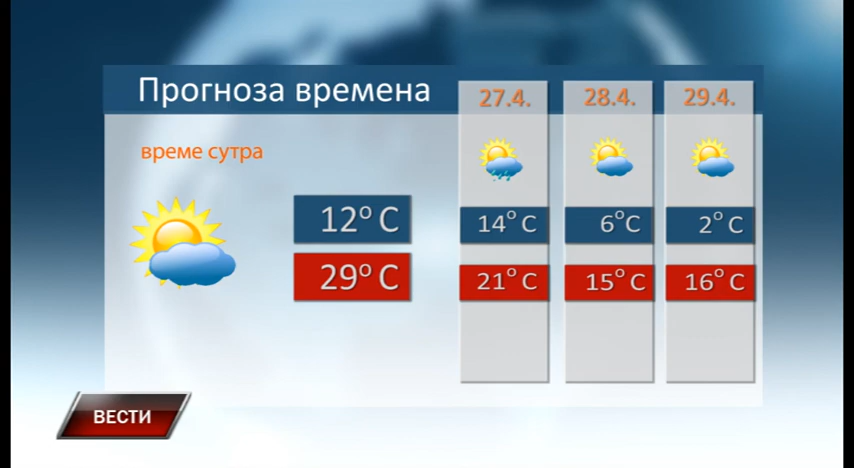 Прогноза времена
време сутра
12° C
29° C
27.4.
28.4.
29.4.
14° C
6°C
2° C
21° C
15° C
16° C
ВЕСТИ